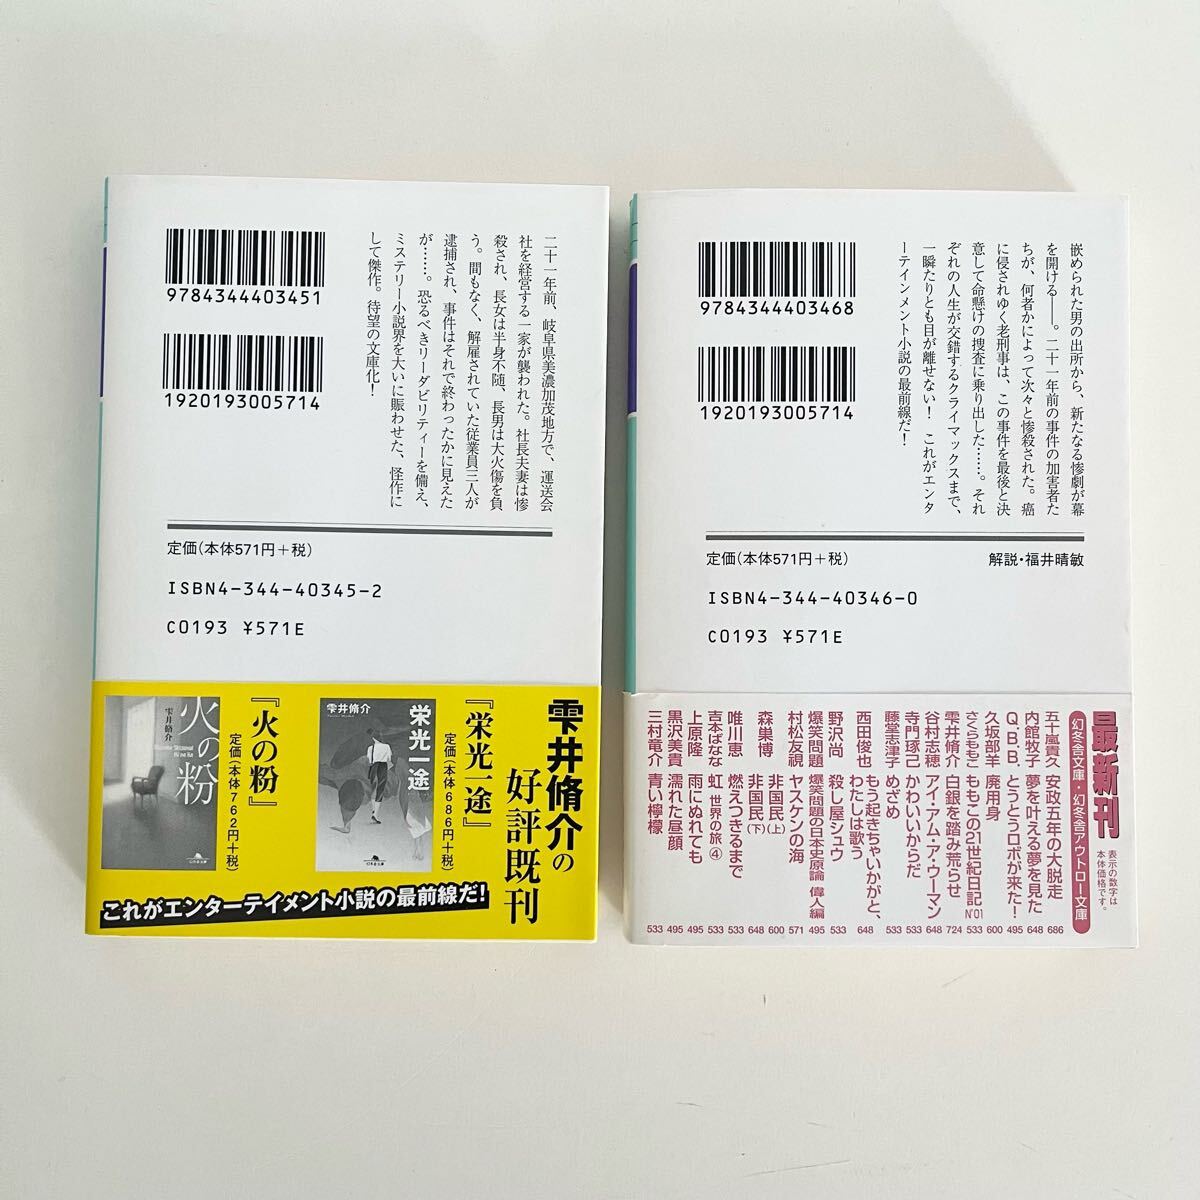 9784344403451
1920193005714
二十一年前、岐阜県美濃加茂地方で、運送会
社を経営する一家が襲われた。社長夫妻は惨
殺され、長女は半身不随、長男は大火傷を負
う。間もなく、解雇されていた従業員三人が
逮捕され、事件はそれで終わったかに見えた
が……。恐るべきリーダビリティーを備え、
ミステリー小説界を大いに賑わせた、怪作に
して傑作。待望の文庫化！
定価(本体571円＋税)
ISBN4-344-40345-2
C0193 ¥571E
雫井脩介の
好評既刊
『栄光一途』
定価(本体686円＋税)
雫井脩介
栄光一途
『火の粉』
定価(本体762円＋税)
火の粉
雫井脩介
これがエンターテイメント小説の最前線だ！
9784344403468
1920193005714
嵌められた男の出所から、新たなる惨劇が幕
を開ける――。二十一年前の事件の加害者た
ちが、何者かによって次々と惨殺された。癌
に侵されゆく老刑事は、この事件を最後と決
意して命懸けの捜査に乗り出した……。それ
ぞれの人生が交錯するクライマックスまで、
一瞬たりとも目が離せない！　これがエンタ
ーテインメント小説の最前線だ！
定価(本体571円＋税)
解説・福井晴敏
ISBN4-344-40346-0
C0193 ¥571E
最新刊
幻冬舎文庫・幻冬舎アウトロー文庫
表示の数字は
本体価格です。
五十嵐貴久 安政五年の大脱走 686
内館牧子 夢を叶える夢を見た 648
Q.B.B. とうとうロボが来た！ 495
久坂部羊 廃用身 600
さくらももこ ももこの21世紀日記 N°01 533
雫井脩介 白銀を踏み荒らせ 724
谷村志穂 アイ・アム・ア・ウーマン 648
寺門琢己 かわいいからだ 533
藤堂志津子 めざめ 533
西田俊也 もう起きちゃいかがと、
わたしは歌う 648
野沢尚 殺し屋シュウ 533
爆笑問題 爆笑問題の日本史原論 偉人編 495
村松友視 ヤスケンの海 571
森巣博 非国民(上) 600
非国民(下) 648
唯川恵 燃えつきるまで 533
吉本ばなな 虹 世界の旅④ 533
上原隆 雨にぬれても 495
黒沢美貴 濡れた昼顔 495
三村竜介 青い檸檬 533